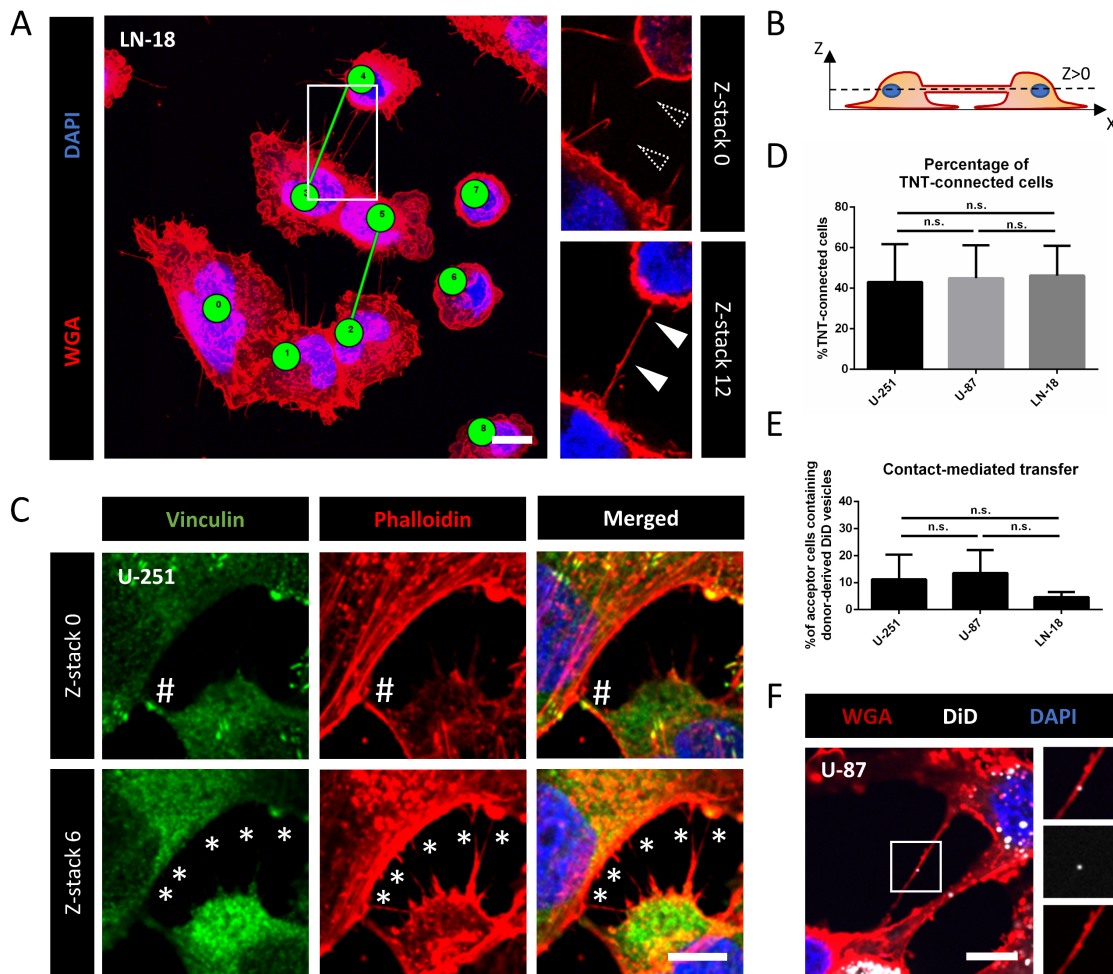 A
DAPI
WGA
LN-18
4
3
5
7
6
0
2
1
8
Z-stack 0
Z-stack 12
B
Z
Z>0
X
D
Percentage of
TNT-connected cells
n.s.
n.s.
n.s.
%TNT-connected cells
80
60
40
20
0
U-251
U-87
LN-18
E
Contact-mediated transfer
n.s.
n.s.
n.s.
%of acceptor cells containing
donor-derived DiD vesicles
40
30
20
10
0
U-251
U-87
LN-18
C
Vinculin
Phalloidin
Merged
Z-stack 0
U-251
#
#
#
Z-stack 6
* * * * *
* * * * *
* * * * *
F
WGA DiD DAPI
U-87